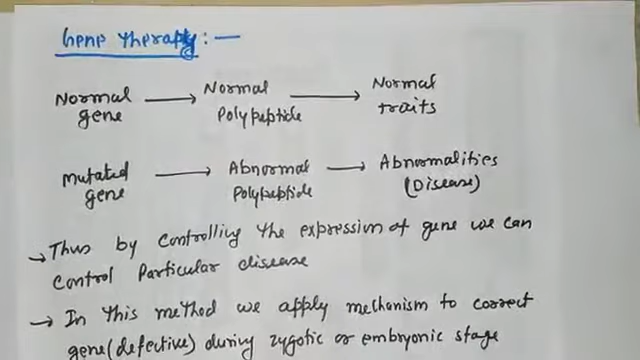 Gene therapy :—
Normal gene → Normal Polypeptide → Normal traits
Mutated gene → Abnormal Polypeptide → Abnormalities (Disease)
→ Thus by controlling the expression of gene we can
control Particular disease
→ In this method we apply mechanism to correct
gene (defective) during zygotic or embryonic stage